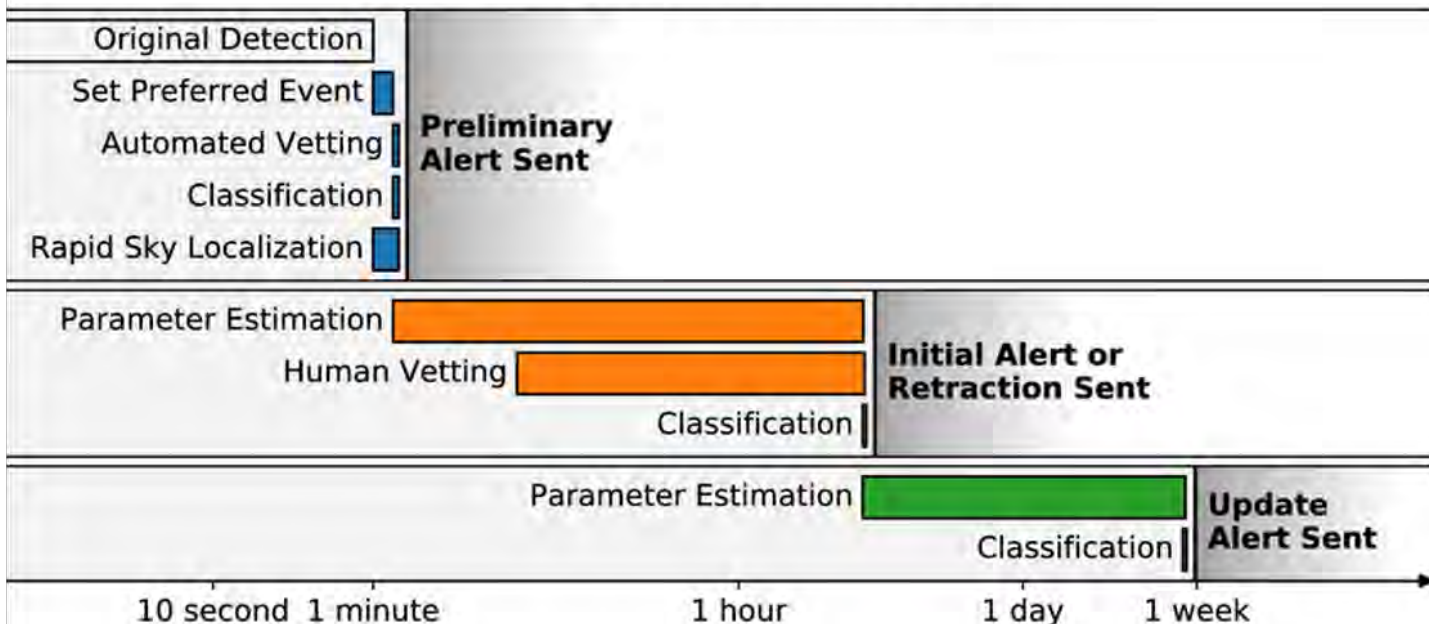 Original Detection
Set Preferred Event
Automated Vetting
Classification
Rapid Sky Localization
Preliminary
Alert Sent
Parameter Estimation
Human Vetting
Classification
Initial Alert or
Retraction Sent
Parameter Estimation
Classification
Update
Alert Sent
10 second 1 minute 1 hour 1 day 1 week